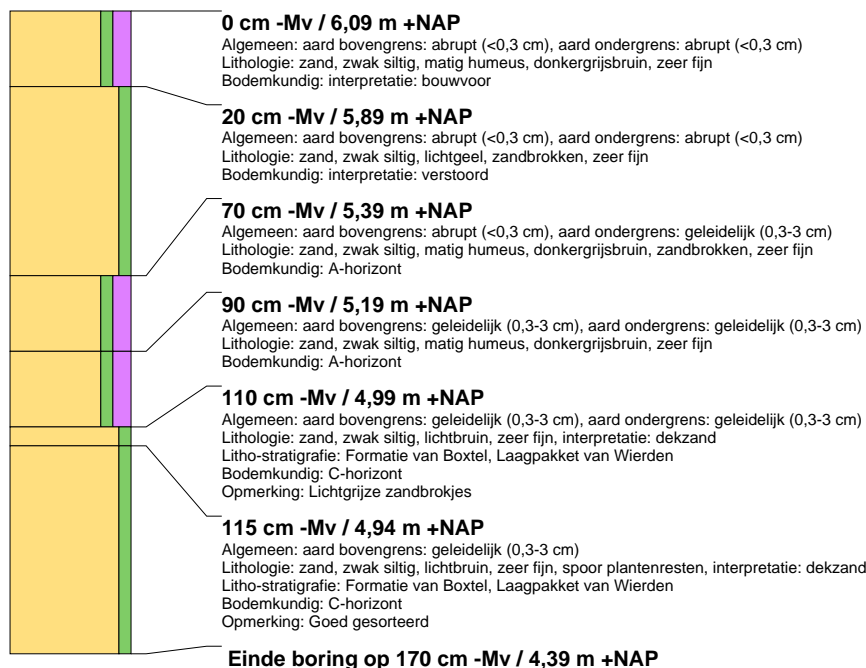 0 cm -Mv / 6,09 m +NAP
Algemeen: aard bovengrens: abrupt (<0,3 cm), aard ondergrens: abrupt (<0,3 cm)
Lithologie: zand, zwak siltig, matig humeus, donkergrijsbruin, zeer fijn
Bodemkundig: interpretatie: bouwvoor
20 cm -Mv / 5,89 m +NAP
Algemeen: aard bovengrens: abrupt (<0,3 cm), aard ondergrens: abrupt (<0,3 cm)
Lithologie: zand, zwak siltig, lichtgeel, zandbrokken, zeer fijn
Bodemkundig: interpretatie: verstoord
70 cm -Mv / 5,39 m +NAP
Algemeen: aard bovengrens: abrupt (<0,3 cm), aard ondergrens: geleidelijk (0,3-3 cm)
Lithologie: zand, zwak siltig, matig humeus, donkergrijsbruin, zandbrokken, zeer fijn
Bodemkundig: A-horizont
90 cm -Mv / 5,19 m +NAP
Algemeen: aard bovengrens: geleidelijk (0,3-3 cm), aard ondergrens: geleidelijk (0,3-3 cm)
Lithologie: zand, zwak siltig, matig humeus, donkergrijsbruin, zeer fijn
Bodemkundig: A-horizont
110 cm -Mv / 4,99 m +NAP
Algemeen: aard bovengrens: geleidelijk (0,3-3 cm), aard ondergrens: geleidelijk (0,3-3 cm)
Lithologie: zand, zwak siltig, lichtbruin, zeer fijn, interpretatie: dekzand
Litho-stratigrafie: Formatie van Boxtel, Laagpakket van Wierden
Bodemkundig: C-horizont
Opmerking: Lichtgrijze zandbrokjes
115 cm -Mv / 4,94 m +NAP
Algemeen: aard bovengrens: geleidelijk (0,3-3 cm)
Lithologie: zand, zwak siltig, lichtbruin, zeer fijn, spoor plantenresten, interpretatie: dekzand
Litho-stratigrafie: Formatie van Boxtel, Laagpakket van Wierden
Bodemkundig: C-horizont
Opmerking: Goed gesorteerd
Einde boring op 170 cm -Mv / 4,39 m +NAP